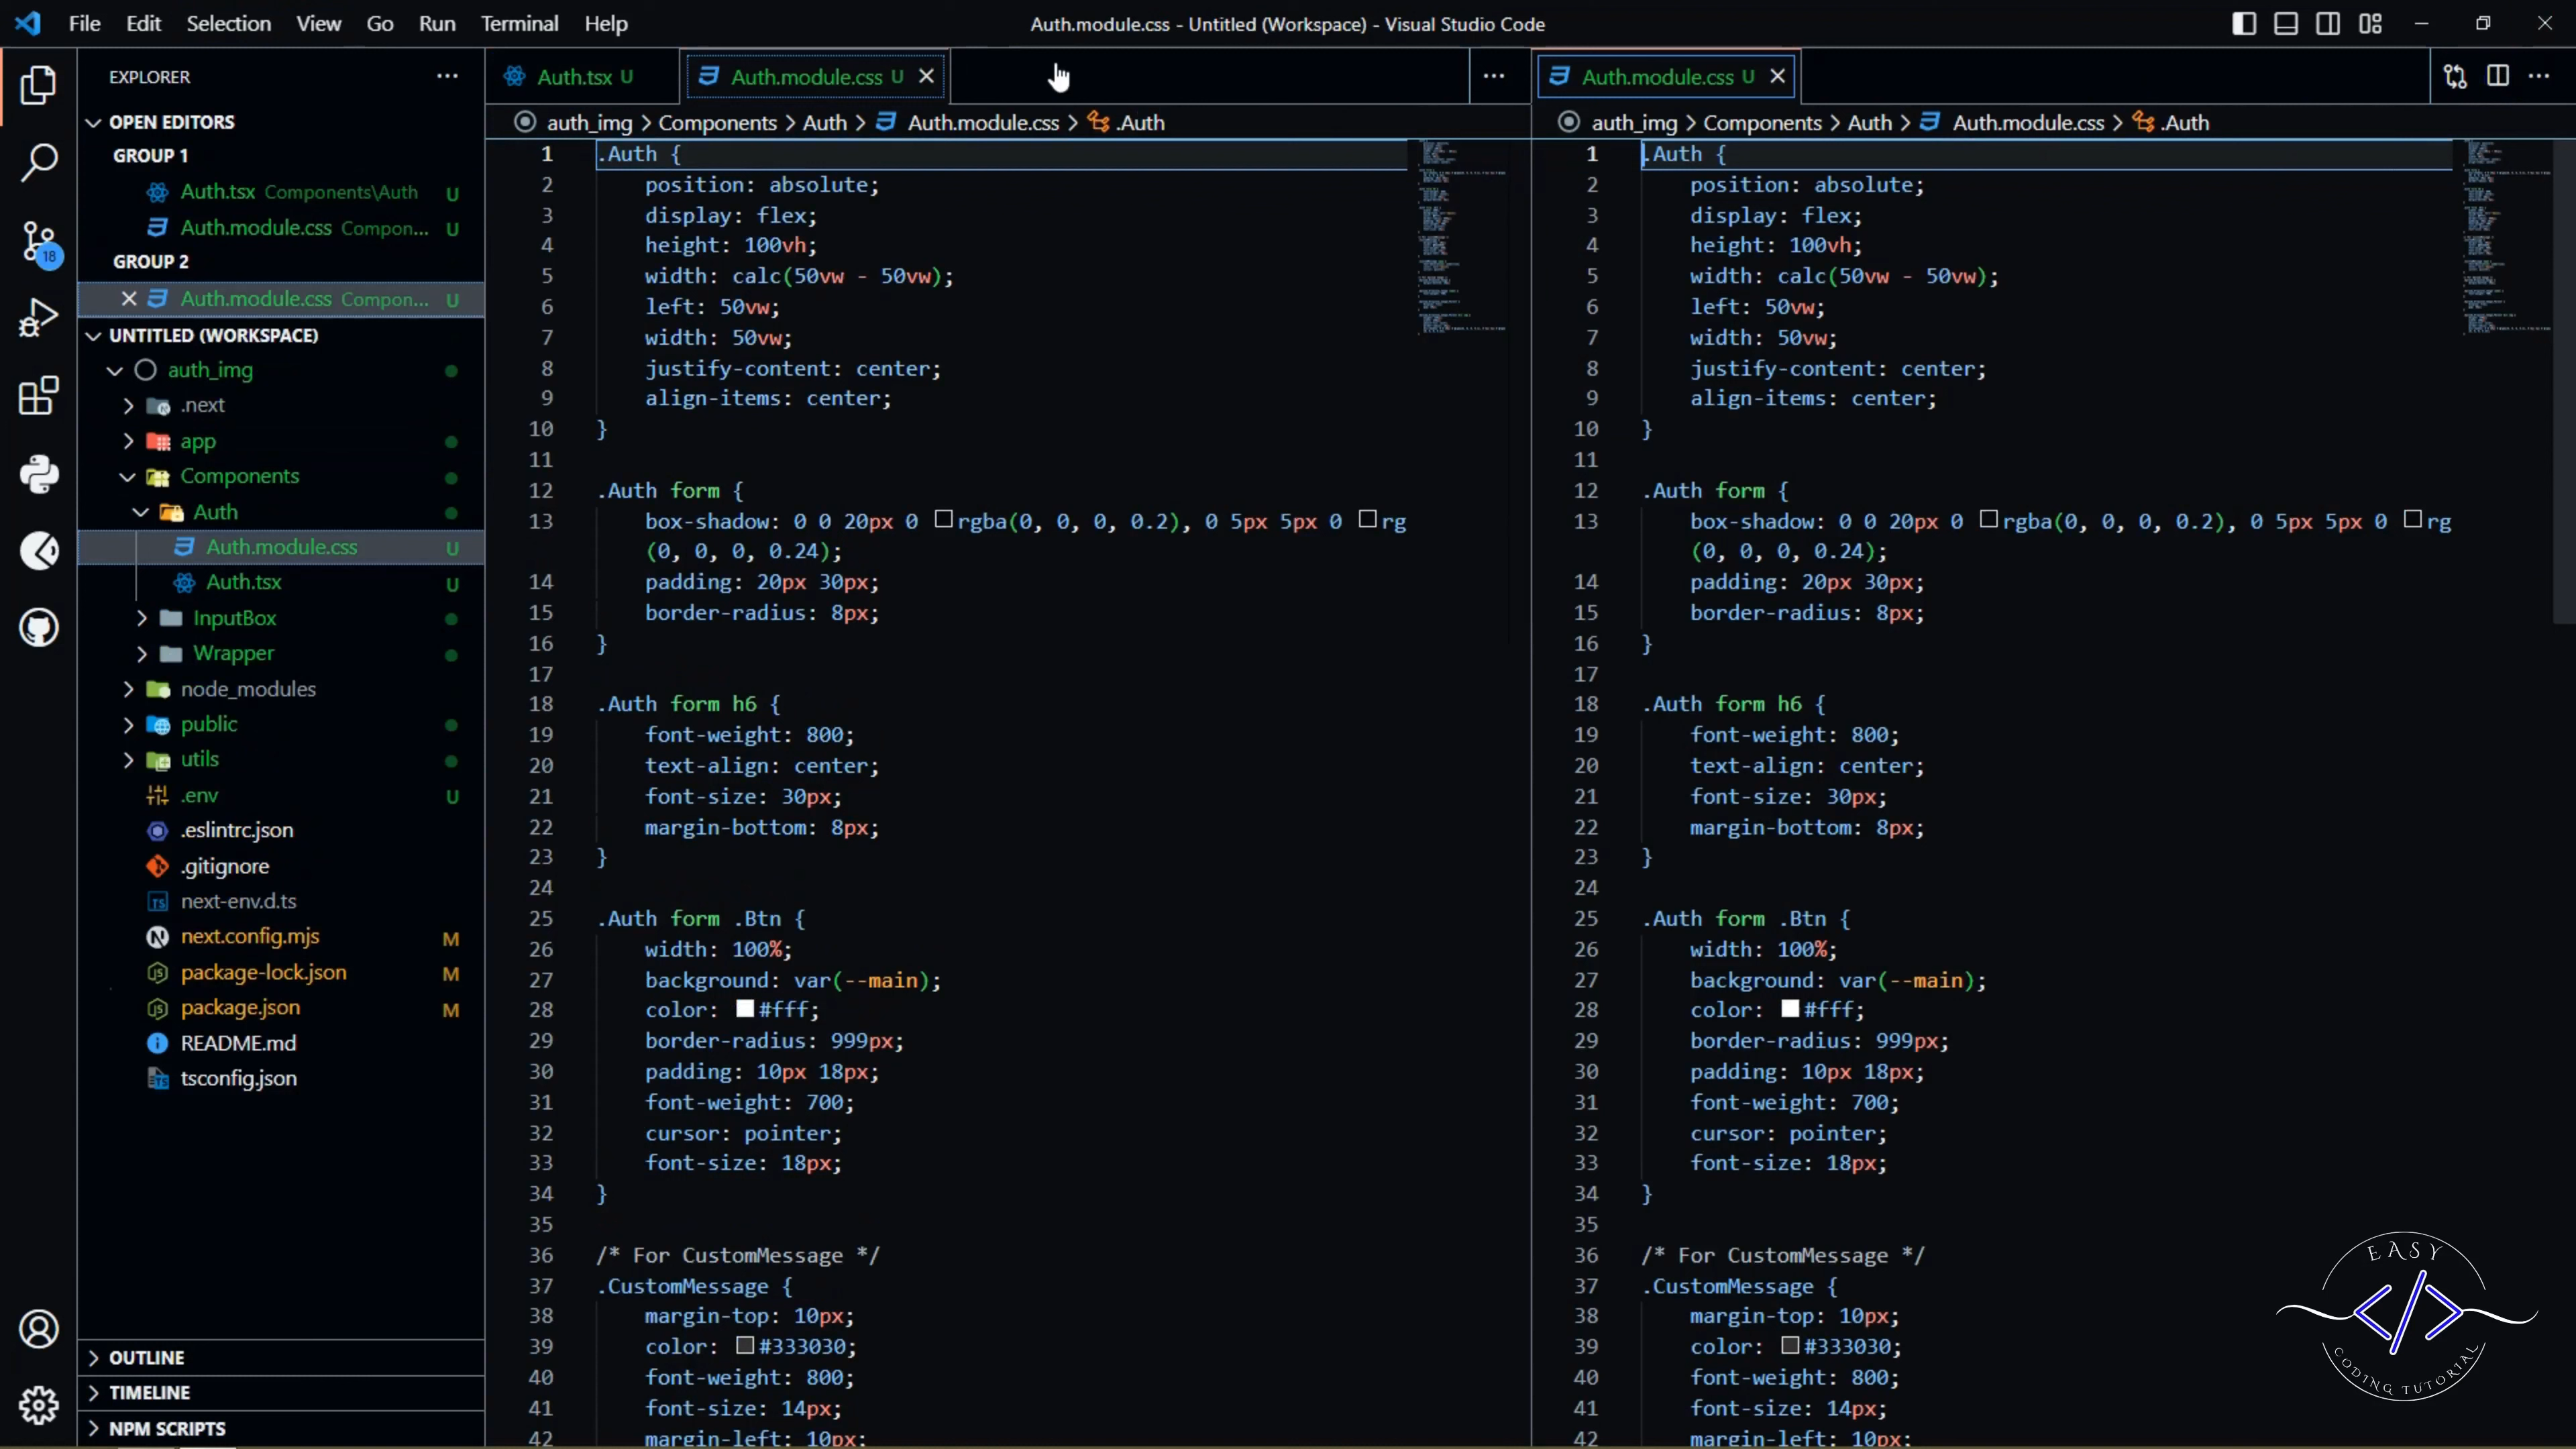 File Edit Selection View Go Run Terminal Help
Auth.module.css - Untitled (Workspace) - Visual Studio Code
EXPLORER
OPEN EDITORS
GROUP 1
Auth.tsx Components\Auth U
Auth.module.css Compon... U
GROUP 2
Auth.module.css Compon... U
UNTITLED (WORKSPACE)
auth_img
.next
app
Components
Auth
Auth.module.css U
Auth.tsx U
InputBox
Wrapper
node_modules
public
utils
.env U
.eslintrc.json
.gitignore
next-env.d.ts
next.config.mjs M
package-lock.json M
package.json M
README.md
tsconfig.json
OUTLINE
TIMELINE
NPM SCRIPTS
18
Auth.tsx U
Auth.module.css U
auth_img > Components > Auth > Auth.module.css > .Auth
1 .Auth {
2 position: absolute;
3 display: flex;
4 height: 100vh;
5 width: calc(50vw - 50vw);
6 left: 50vw;
7 width: 50vw;
8 justify-content: center;
9 align-items: center;
10 }
11
12 .Auth form {
13 box-shadow: 0 0 20px 0 rgba(0, 0, 0, 0.2), 0 5px 5px 0 rg
(0, 0, 0, 0.24);
14 padding: 20px 30px;
15 border-radius: 8px;
16 }
17
18 .Auth form h6 {
19 font-weight: 800;
20 text-align: center;
21 font-size: 30px;
22 margin-bottom: 8px;
23 }
24
25 .Auth form .Btn {
26 width: 100%;
27 background: var(--main);
28 color: #fff;
29 border-radius: 999px;
30 padding: 10px 18px;
31 font-weight: 700;
32 cursor: pointer;
33 font-size: 18px;
34 }
35
36 /* For CustomMessage */
37 .CustomMessage {
38 margin-top: 10px;
39 color: #333030;
40 font-weight: 800;
41 font-size: 14px;
42 margin-left: 10px;
Auth.module.css U
auth_img > Components > Auth > Auth.module.css > .Auth
1 .Auth {
2 position: absolute;
3 display: flex;
4 height: 100vh;
5 width: calc(50vw - 50vw);
6 left: 50vw;
7 width: 50vw;
8 justify-content: center;
9 align-items: center;
10 }
11
12 .Auth form {
13 box-shadow: 0 0 20px 0 rgba(0, 0, 0, 0.2), 0 5px 5px 0 rg
(0, 0, 0, 0.24);
14 padding: 20px 30px;
15 border-radius: 8px;
16 }
17
18 .Auth form h6 {
19 font-weight: 800;
20 text-align: center;
21 font-size: 30px;
22 margin-bottom: 8px;
23 }
24
25 .Auth form .Btn {
26 width: 100%;
27 background: var(--main);
28 color: #fff;
29 border-radius: 999px;
30 padding: 10px 18px;
31 font-weight: 700;
32 cursor: pointer;
33 font-size: 18px;
34 }
35
36 /* For CustomMessage */
37 .CustomMessage {
38 margin-top: 10px;
39 color: #333030;
40 font-weight: 800;
41 font-size: 14px;
42 margin-left: 10px;
EASY
</>
CODING TUTORIAL